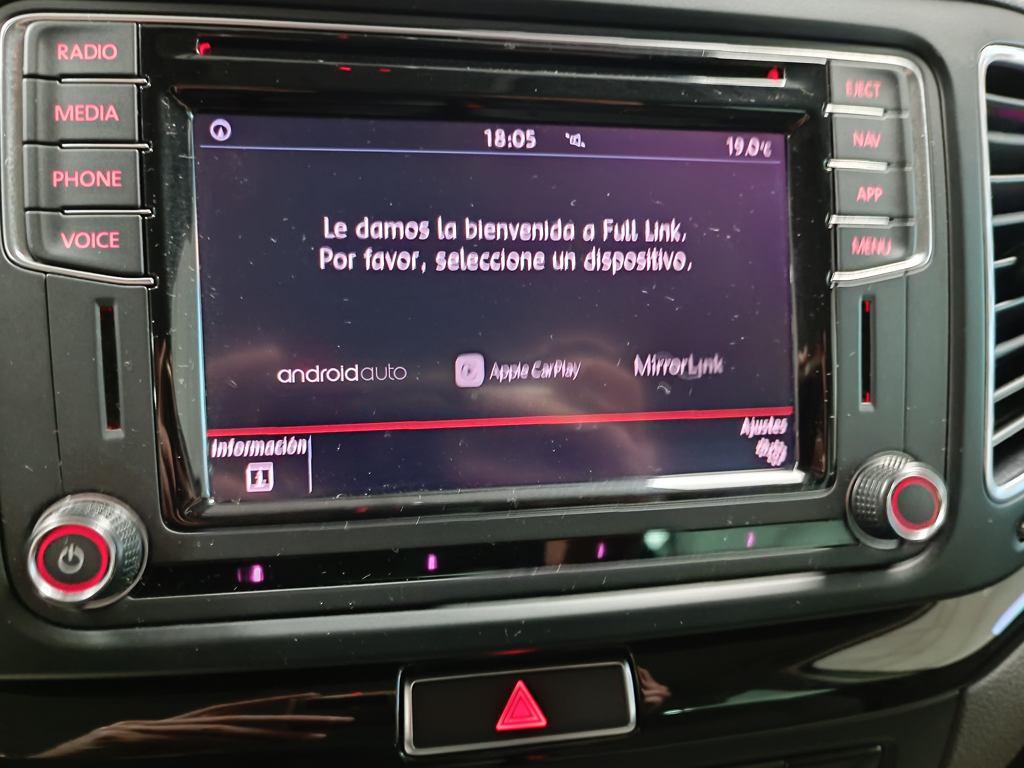 RADIO
MEDIA
PHONE
VOICE
EJECT
NAV
APP
MENU
18:05
19.0°C
Le damos la bienvenida a Full Link.
Por favor, seleccione un dispositivo.
androidauto
Apple CarPlay
MirrorLink
Información
Ajustes